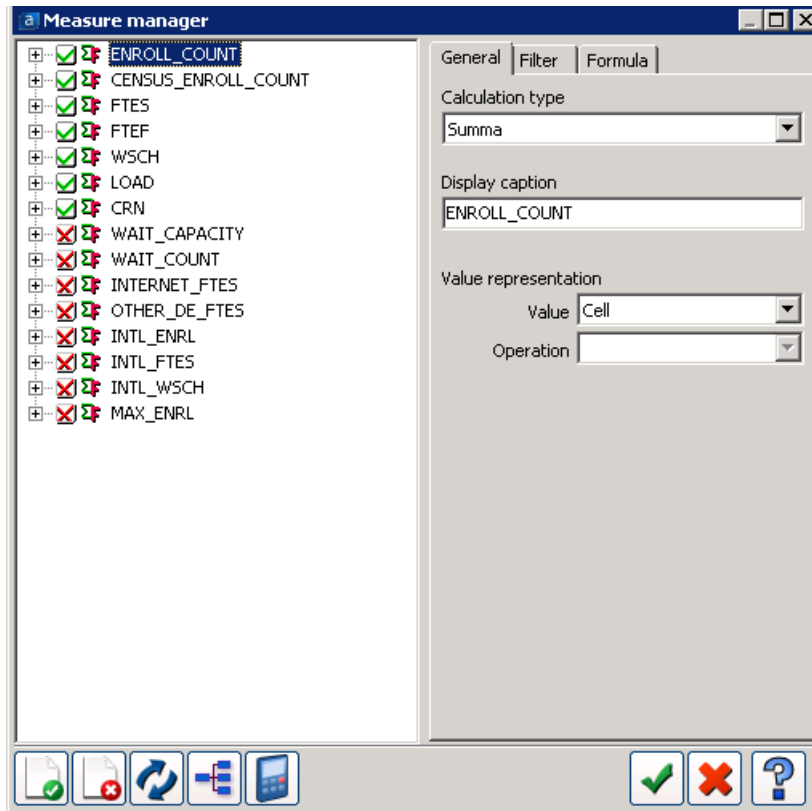 Measure manager
ENROLL_COUNT
CENSUS_ENROLL_COUNT
FTES
FTEF
WSCH
LOAD
CRN
WAIT_CAPACITY
WAIT_COUNT
INTERNET_FTES
OTHER_DE_FTES
INTL_ENRL
INTL_FTES
INTL_WSCH
MAX_ENRL
General Filter Formula
Calculation type
Summa
Display caption
ENROLL_COUNT
Value representation
Value Cell
Operation